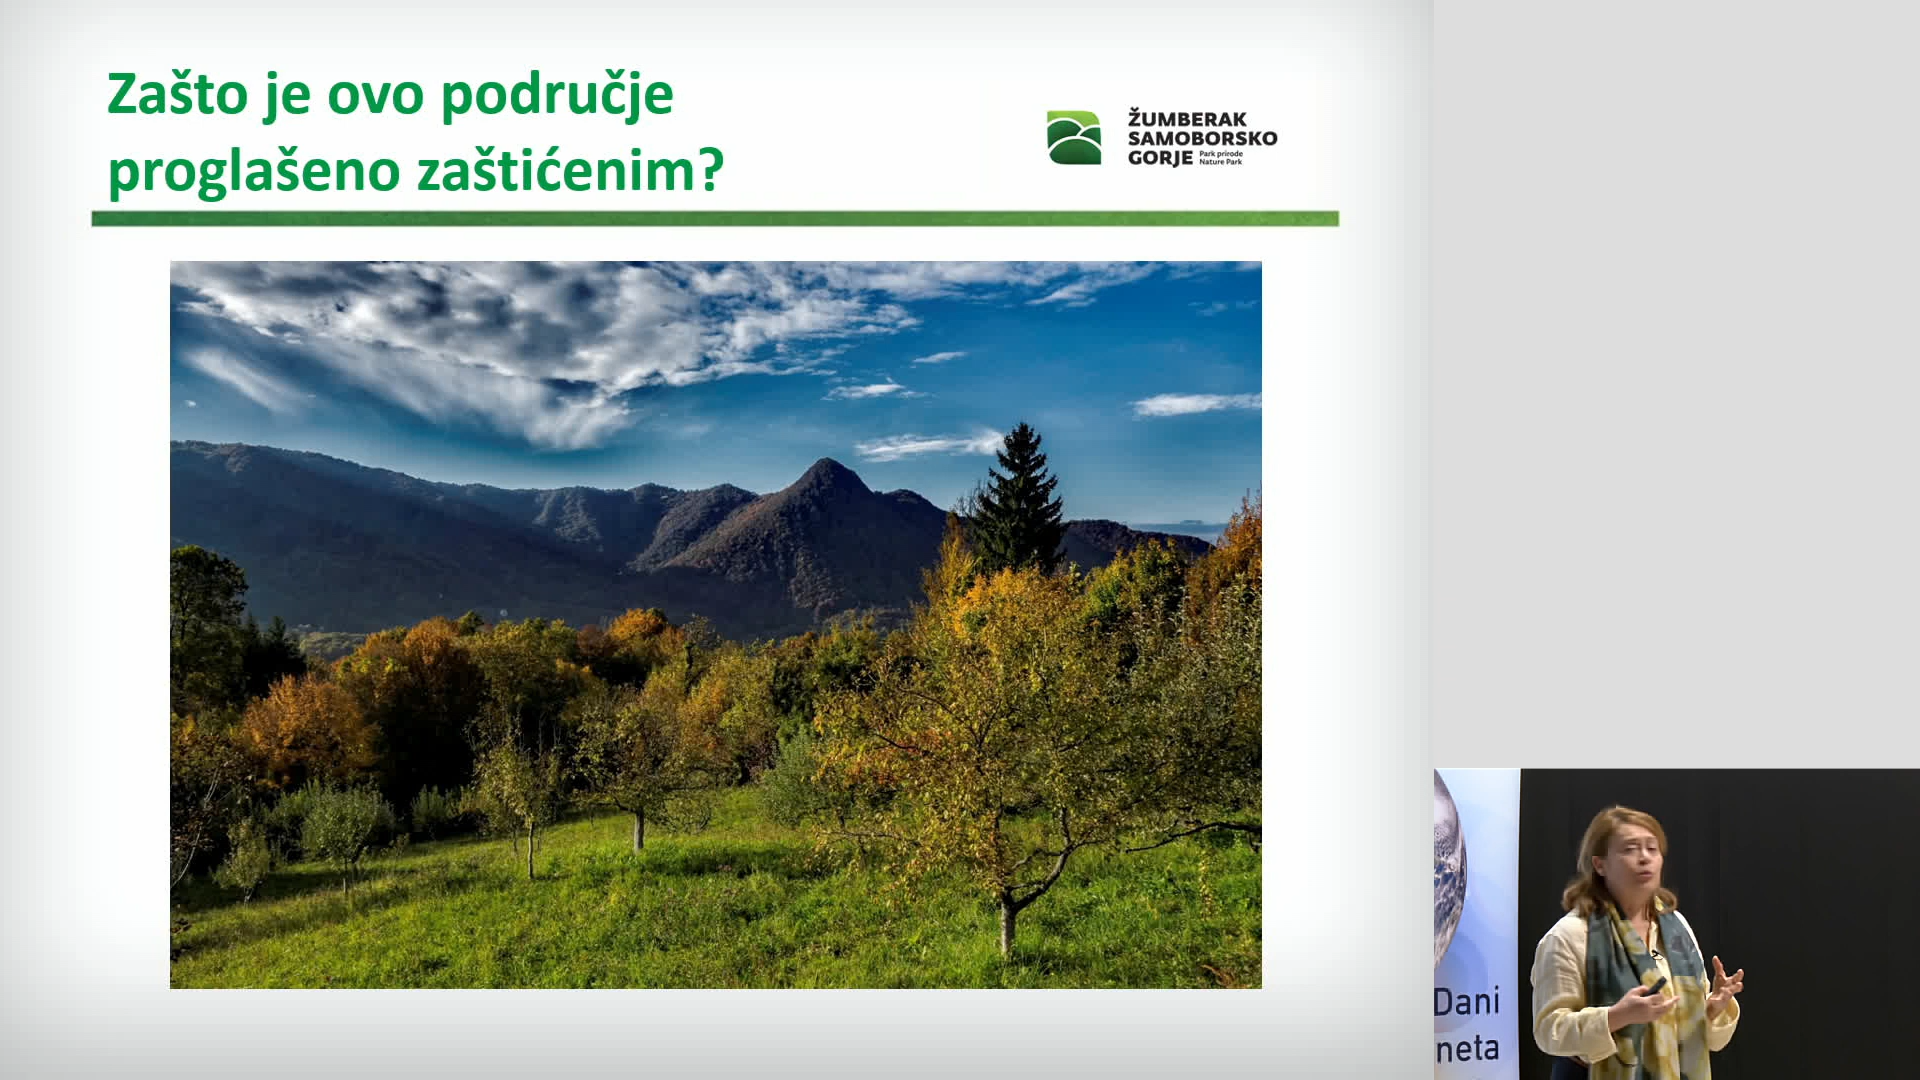 Zašto je ovo područje
proglašeno zaštićenim?
ŽUMBERAK
SAMOBORSKO
GORJE Park prirode
Nature Park
Dani
neta